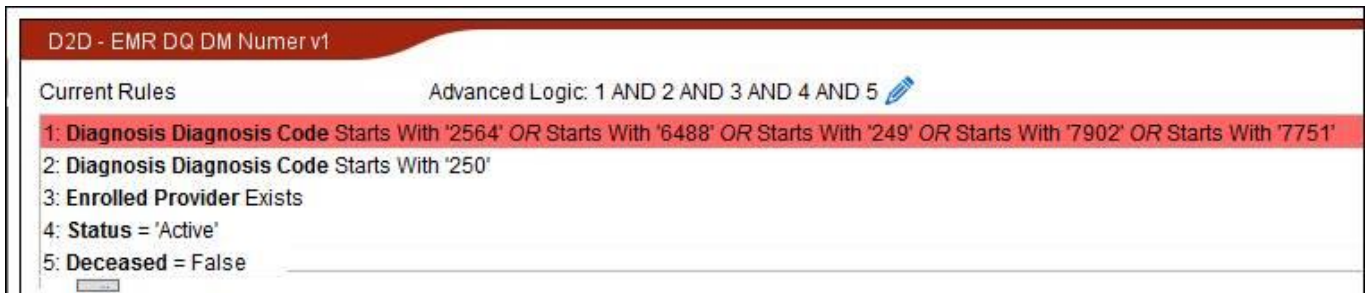 D2D - EMR DQ DM Numer v1
Current Rules Advanced Logic: 1 AND 2 AND 3 AND 4 AND 5
1: Diagnosis Diagnosis Code Starts With '2564' OR Starts With '6488' OR Starts With '249' OR Starts With '7902' OR Starts With '7751'
2: Diagnosis Diagnosis Code Starts With '250'
3: Enrolled Provider Exists
4: Status = 'Active'
5: Deceased = False